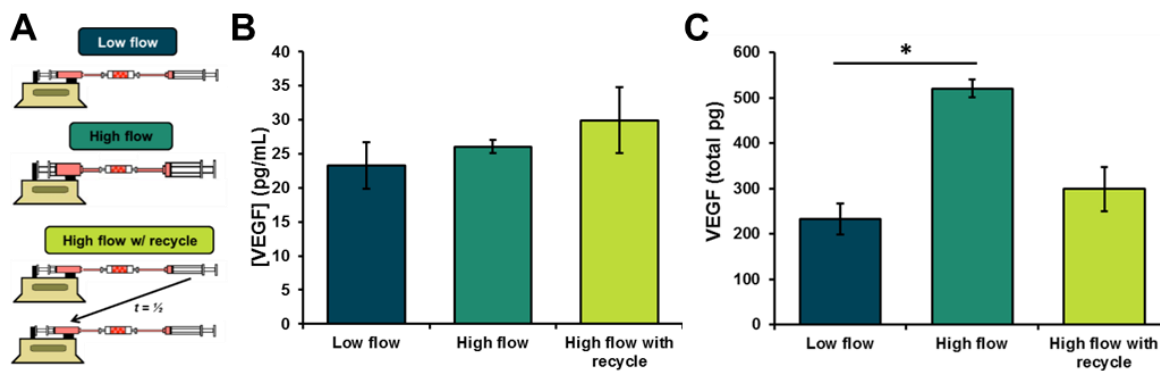 A
Low flow
High flow
High flow w/ recycle
t = ½
B
[VEGF] (pg/mL)
40
35
30
25
20
15
10
5
0
Low flow
High flow
High flow with
recycle
C
VEGF (total pg)
600
500
400
300
200
100
0
*
Low flow
High flow
High flow with
recycle